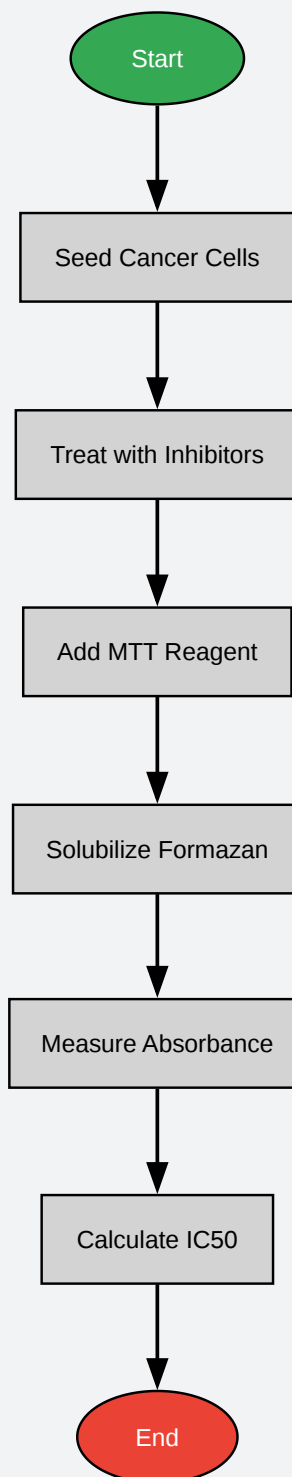 Start
Seed Cancer Cells
Treat with Inhibitors
Add MTT Reagent
Solubilize Formazan
Measure Absorbance
Calculate IC50
End